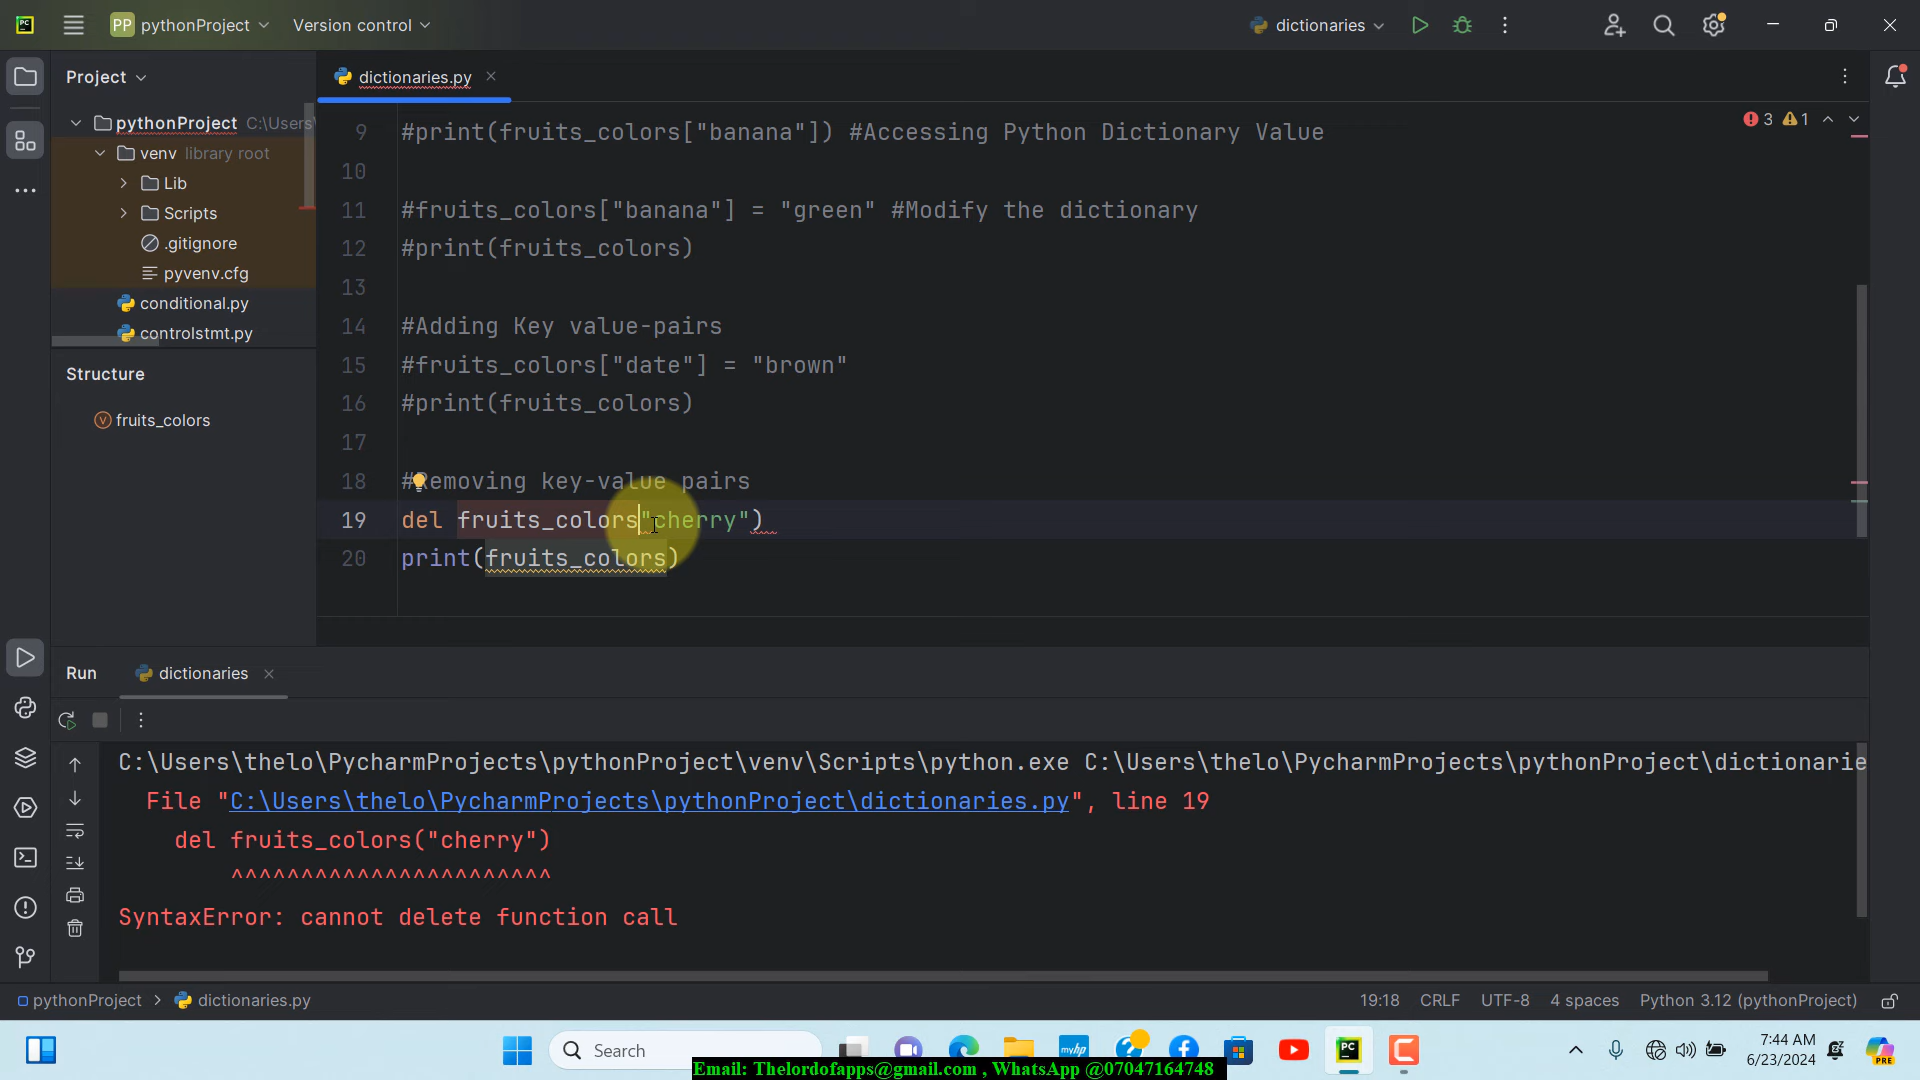 PP pythonProject Version control dictionaries
Project
dictionaries.py
pythonProject C:\Users\
venv library root
Lib
Scripts
.gitignore
pyvenv.cfg
conditional.py
controlstmt.py
Structure
fruits_colors
3 1
9 #print(fruits_colors["banana"]) #Accessing Python Dictionary Value
10
11 #fruits_colors["banana"] = "green" #Modify the dictionary
12 #print(fruits_colors)
13
14 #Adding Key value-pairs
15 #fruits_colors["date"] = "brown"
16 #print(fruits_colors)
17
18 #Removing key-value pairs
19 del fruits_colors"cherry")
20 print(fruits_colors)
Run dictionaries
C:\Users\thelo\PycharmProjects\pythonProject\venv\Scripts\python.exe C:\Users\thelo\PycharmProjects\pythonProject\dictionarie
File "C:\Users\thelo\PycharmProjects\pythonProject\dictionaries.py", line 19
del fruits_colors("cherry")
^^^^^^^^^^^^^^^^^^^^^^^
SyntaxError: cannot delete function call
pythonProject > dictionaries.py 19:18 CRLF UTF-8 4 spaces Python 3.12 (pythonProject)
Search
7:44 AM
6/23/2024
Email: Thelordofapps@gmail.com , WhatsApp @07047164748